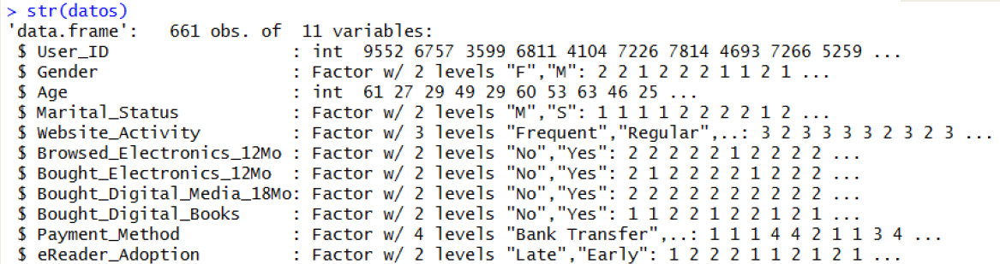 > str(datos)
'data.frame':   661 obs. of  11 variables:
 $ User_ID                 : int  9552 6757 3599 6811 4104 7226 7814 4693 7266 5259 ...
 $ Gender                  : Factor w/ 2 levels "F","M": 2 2 1 2 2 2 1 1 2 1 ...
 $ Age                     : int  61 27 29 49 29 60 53 63 46 25 ...
 $ Marital_Status          : Factor w/ 2 levels "M","S": 1 1 1 1 2 2 2 2 1 2 ...
 $ Website_Activity        : Factor w/ 3 levels "Frequent","Regular",..: 3 2 3 3 3 3 2 3 2 3 ...
 $ Browsed_Electronics_12Mo : Factor w/ 2 levels "No","Yes": 2 2 2 2 2 1 2 2 2 2 ...
 $ Bought_Electronics_12Mo  : Factor w/ 2 levels "No","Yes": 2 1 2 2 2 2 1 2 2 2 ...
 $ Bought_Digital_Media_18Mo: Factor w/ 2 levels "No","Yes": 2 2 2 2 2 2 2 2 2 2 ...
 $ Bought_Digital_Books     : Factor w/ 2 levels "No","Yes": 1 1 2 2 1 2 2 1 2 1 ...
 $ Payment_Method           : Factor w/ 4 levels "Bank Transfer",..: 1 1 1 4 4 2 1 1 3 4 ...
 $ eReader_Adoption         : Factor w/ 2 levels "Late","Early": 1 2 2 2 1 1 2 1 2 1 ...